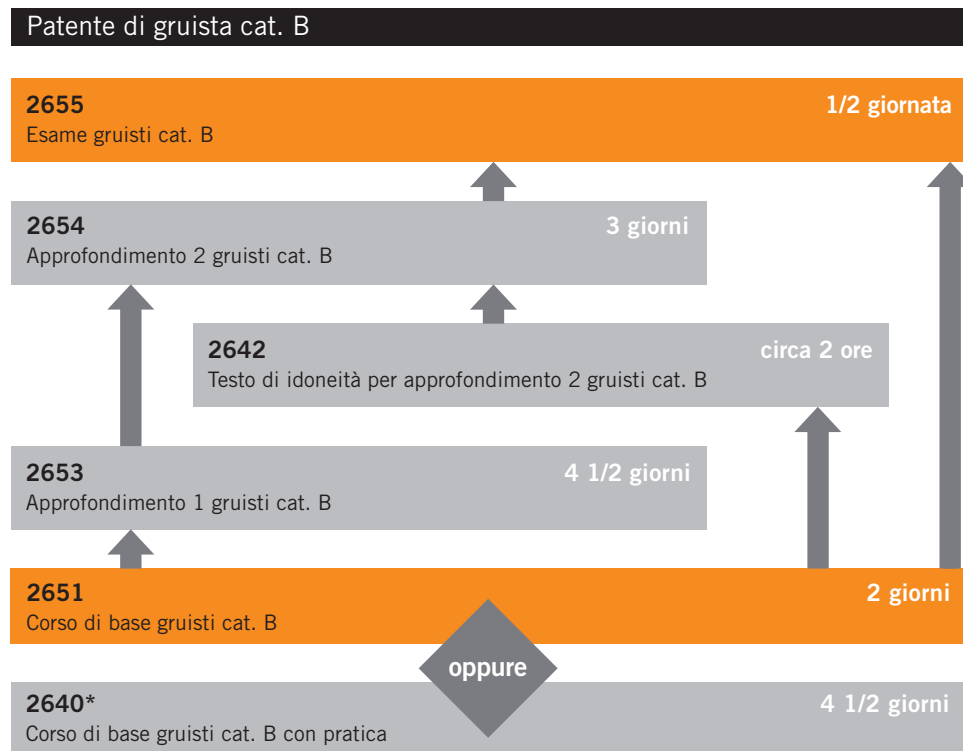 Patente di gruista cat. B
2655 1/2 giornata
Esame gruisti cat. B
2654 3 giorni
Approfondimento 2 gruisti cat. B
2642 circa 2 ore
Testo di idoneità per approfondimento 2 gruisti cat. B
2653 4 1/2 giorni
Approfondimento 1 gruisti cat. B
2651 2 giorni
Corso di base gruisti cat. B
oppure
2640* 4 1/2 giorni
Corso di base gruisti cat. B con pratica